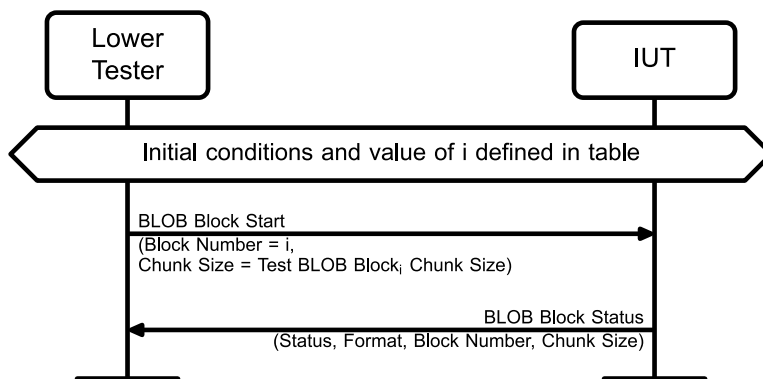 Lower
Tester
IUT
Initial conditions and value of i defined in table
BLOB Block Start
(Block Number = i,
Chunk Size = Test BLOB Blockᵢ Chunk Size)
BLOB Block Status
(Status, Format, Block Number, Chunk Size)